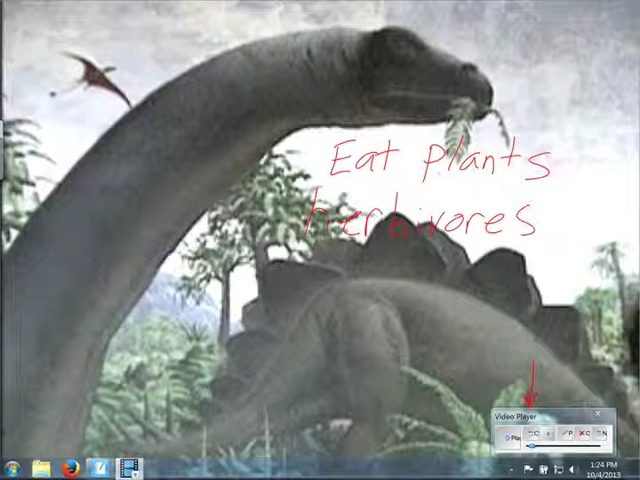 Eat plants
herbivores
Video Player
1:24 PM
10/4/2013